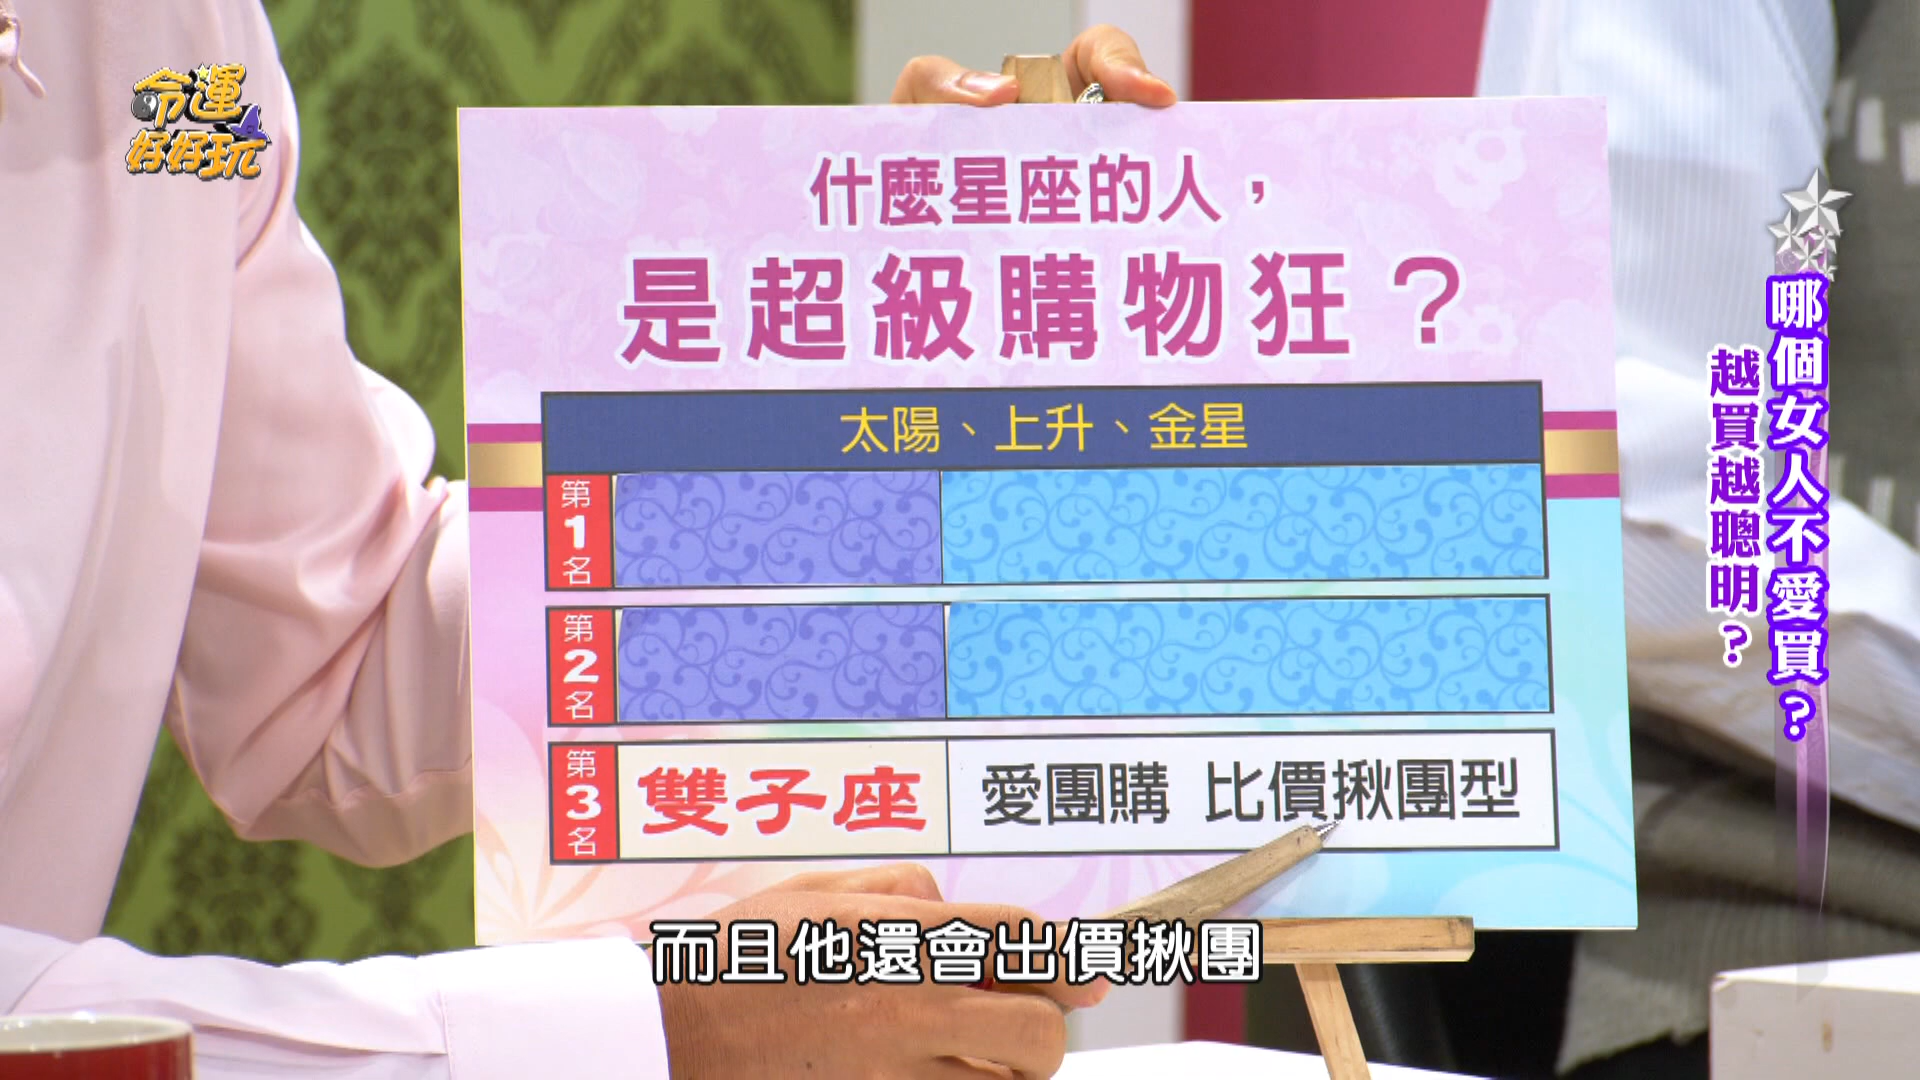 命運
好好玩
什麼星座的人，
是超級購物狂？
太陽、上升、金星
第1名
第2名
第3名
雙子座
愛團購 比價揪團型
哪個女人不愛買？
越買越聰明？
而且他還會出價揪團